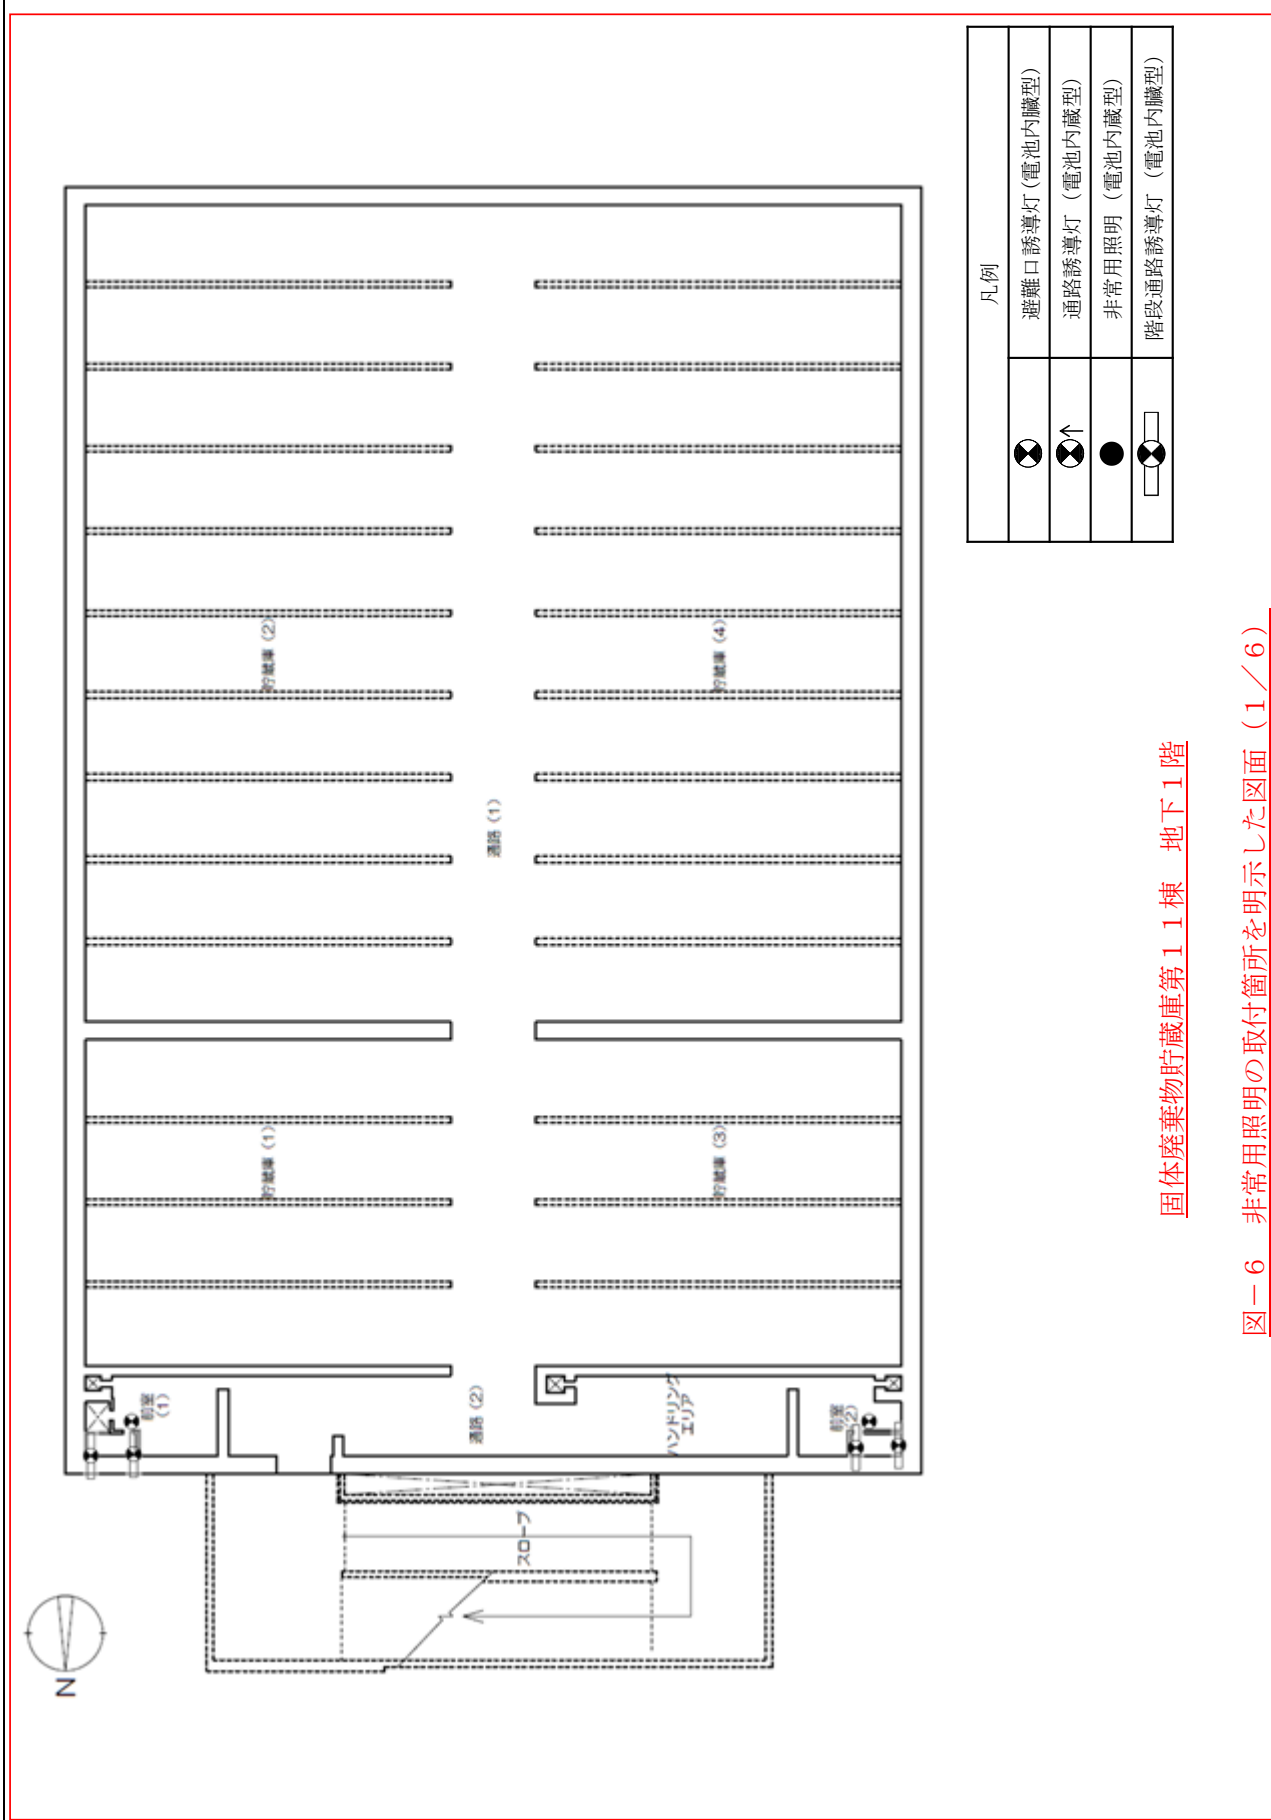 N
貯蔵庫（1）
貯蔵庫（2）
通路（1）
貯蔵庫（3）
貯蔵庫（4）
前室
（1）
通路（2）
ハンドリング
エリア
前室
（2）
スロープ
凡例
避難口誘導灯（電池内臓型）
通路誘導灯（電池内蔵型）
非常用照明（電池内蔵型）
階段通路誘導灯（電池内臓型）
固体廃棄物貯蔵庫第１１棟　地下１階
図－６　非常用照明の取付箇所を明示した図面（１／６）